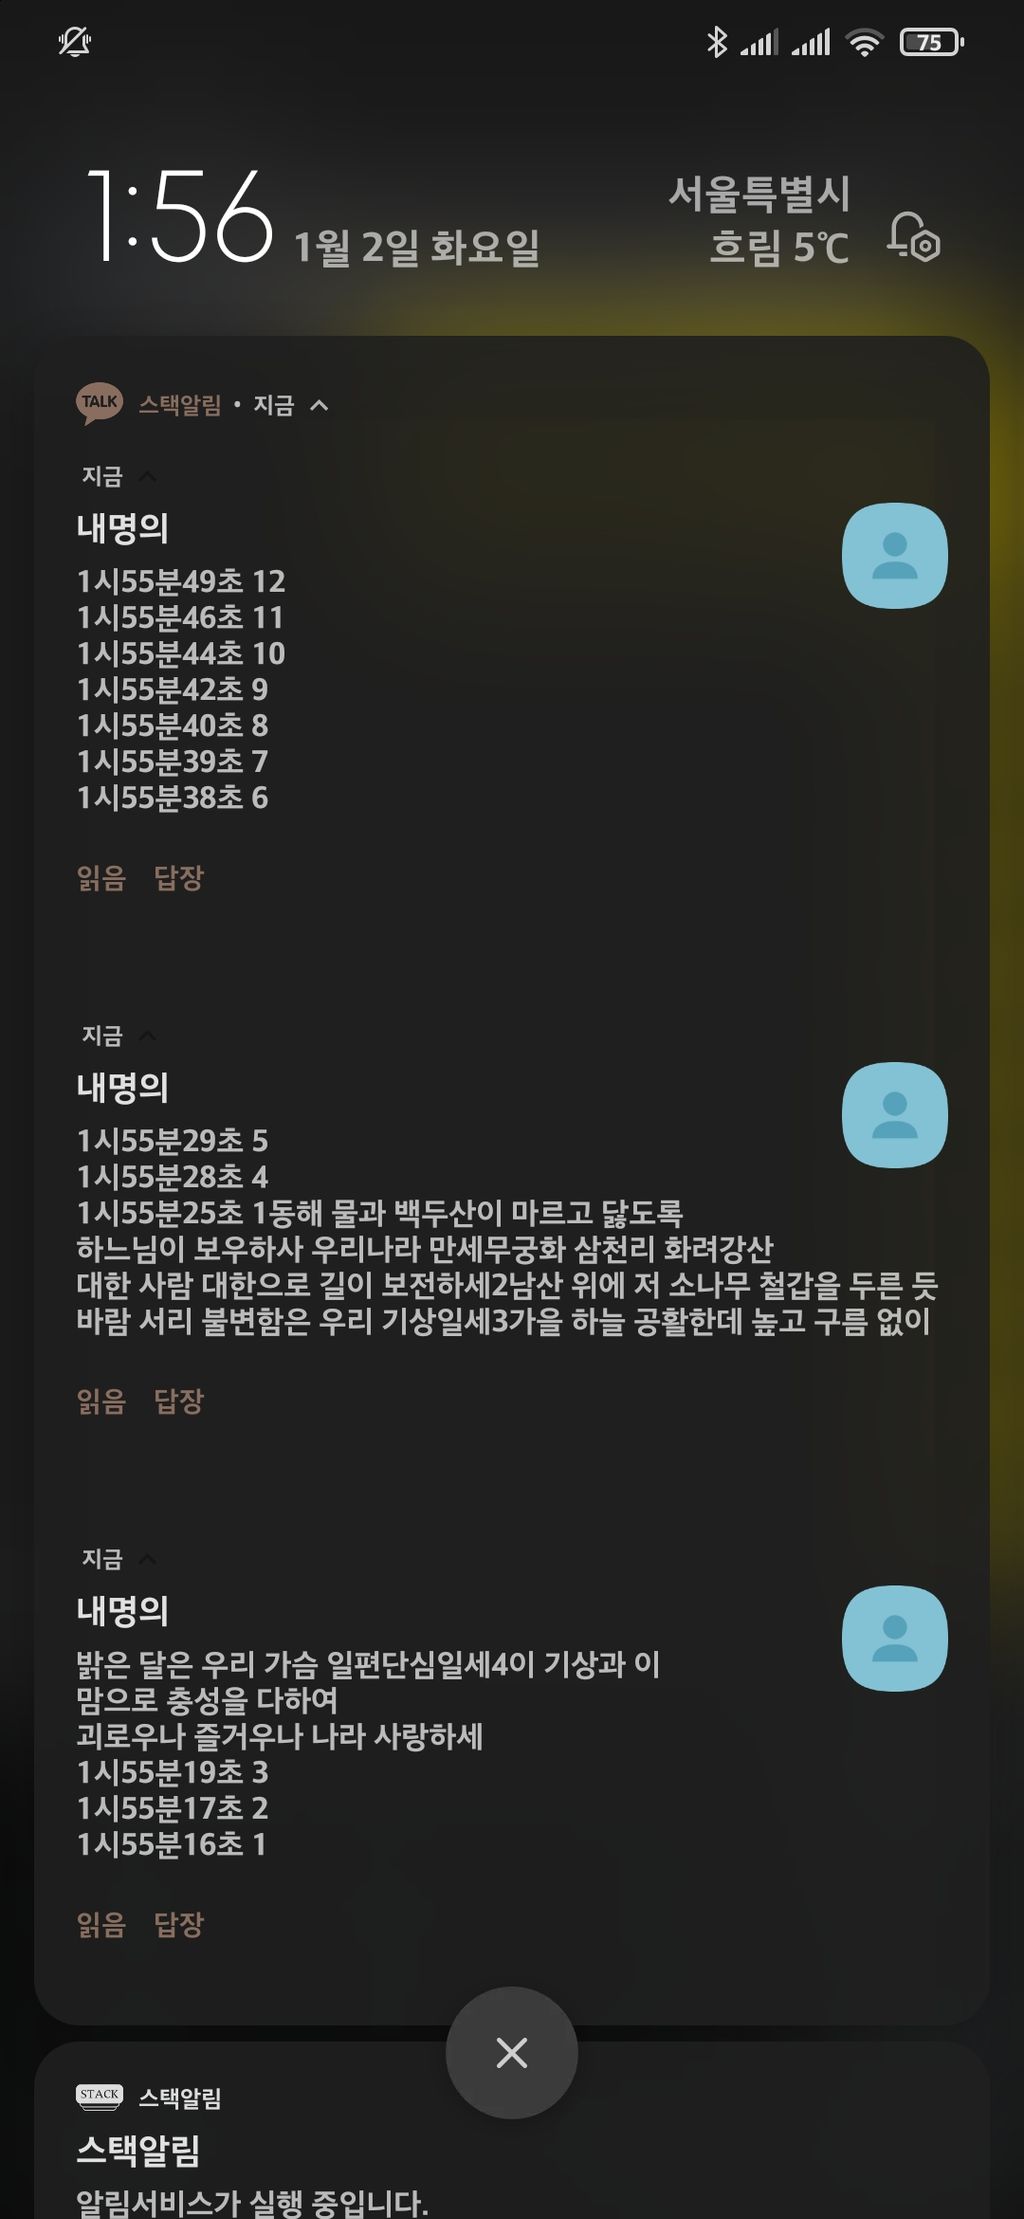 75
1:56 1월 2일 화요일
서울특별시
흐림 5℃
TALK 스택알림 • 지금
지금
내명의
1시55분49초 12
1시55분46초 11
1시55분44초 10
1시55분42초 9
1시55분40초 8
1시55분39초 7
1시55분38초 6
읽음 답장
지금
내명의
1시55분29초 5
1시55분28초 4
1시55분25초 1동해 물과 백두산이 마르고 닳도록
하느님이 보우하사 우리나라 만세무궁화 삼천리 화려강산
대한 사람 대한으로 길이 보전하세2남산 위에 저 소나무 철갑을 두른 듯
바람 서리 불변함은 우리 기상일세3가을 하늘 공활한데 높고 구름 없이
읽음 답장
지금
내명의
밝은 달은 우리 가슴 일편단심일세4이 기상과 이
맘으로 충성을 다하여
괴로우나 즐거우나 나라 사랑하세
1시55분19초 3
1시55분17초 2
1시55분16초 1
읽음 답장
STACK 스택알림
스택알림
알림서비스가 실행 중입니다.